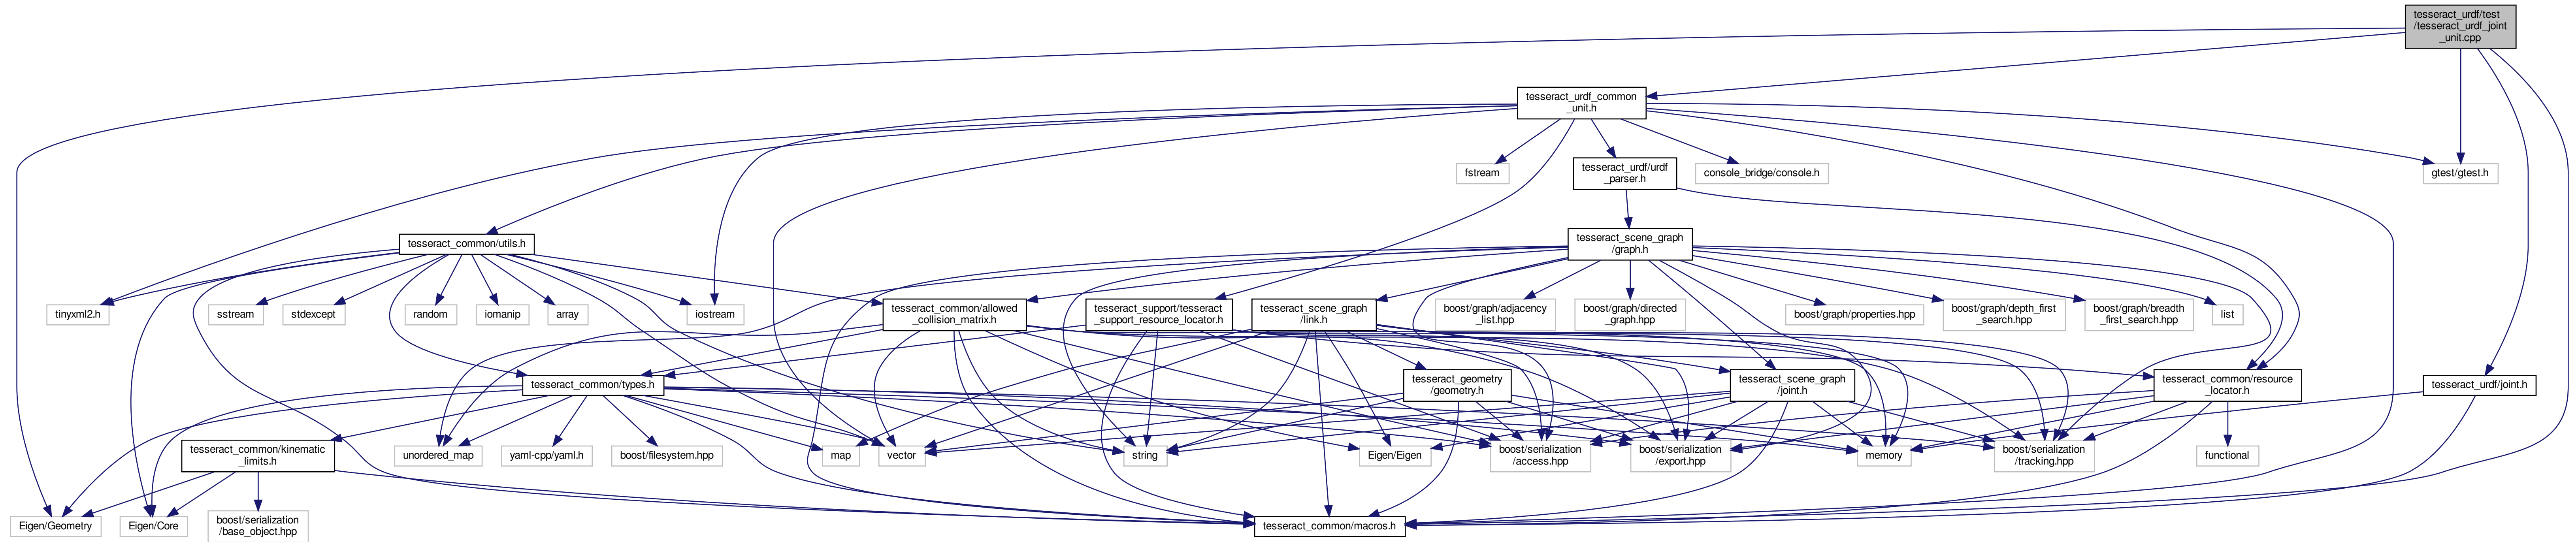 tesseract_urdf/test
/tesseract_urdf_joint
_unit.cpp
tesseract_urdf_common
_unit.h
fstream
tesseract_urdf/urdf
_parser.h
console_bridge/console.h
gtest/gtest.h
tesseract_common/utils.h
tesseract_scene_graph
/graph.h
tinyxml2.h
sstream
stdexcept
random
iomanip
array
iostream
tesseract_common/allowed
_collision_matrix.h
tesseract_support/tesseract
_support_resource_locator.h
tesseract_scene_graph
/link.h
boost/graph/adjacency
_list.hpp
boost/graph/directed
_graph.hpp
boost/graph/properties.hpp
boost/graph/depth_first
_search.hpp
boost/graph/breadth
_first_search.hpp
list
tesseract_common/types.h
tesseract_geometry
/geometry.h
tesseract_scene_graph
/joint.h
tesseract_common/resource
_locator.h
tesseract_urdf/joint.h
tesseract_common/kinematic
_limits.h
unordered_map
yaml-cpp/yaml.h
boost/filesystem.hpp
map
vector
string
Eigen/Eigen
boost/serialization
/access.hpp
boost/serialization
/export.hpp
memory
boost/serialization
/tracking.hpp
functional
Eigen/Geometry
Eigen/Core
boost/serialization
/base_object.hpp
tesseract_common/macros.h